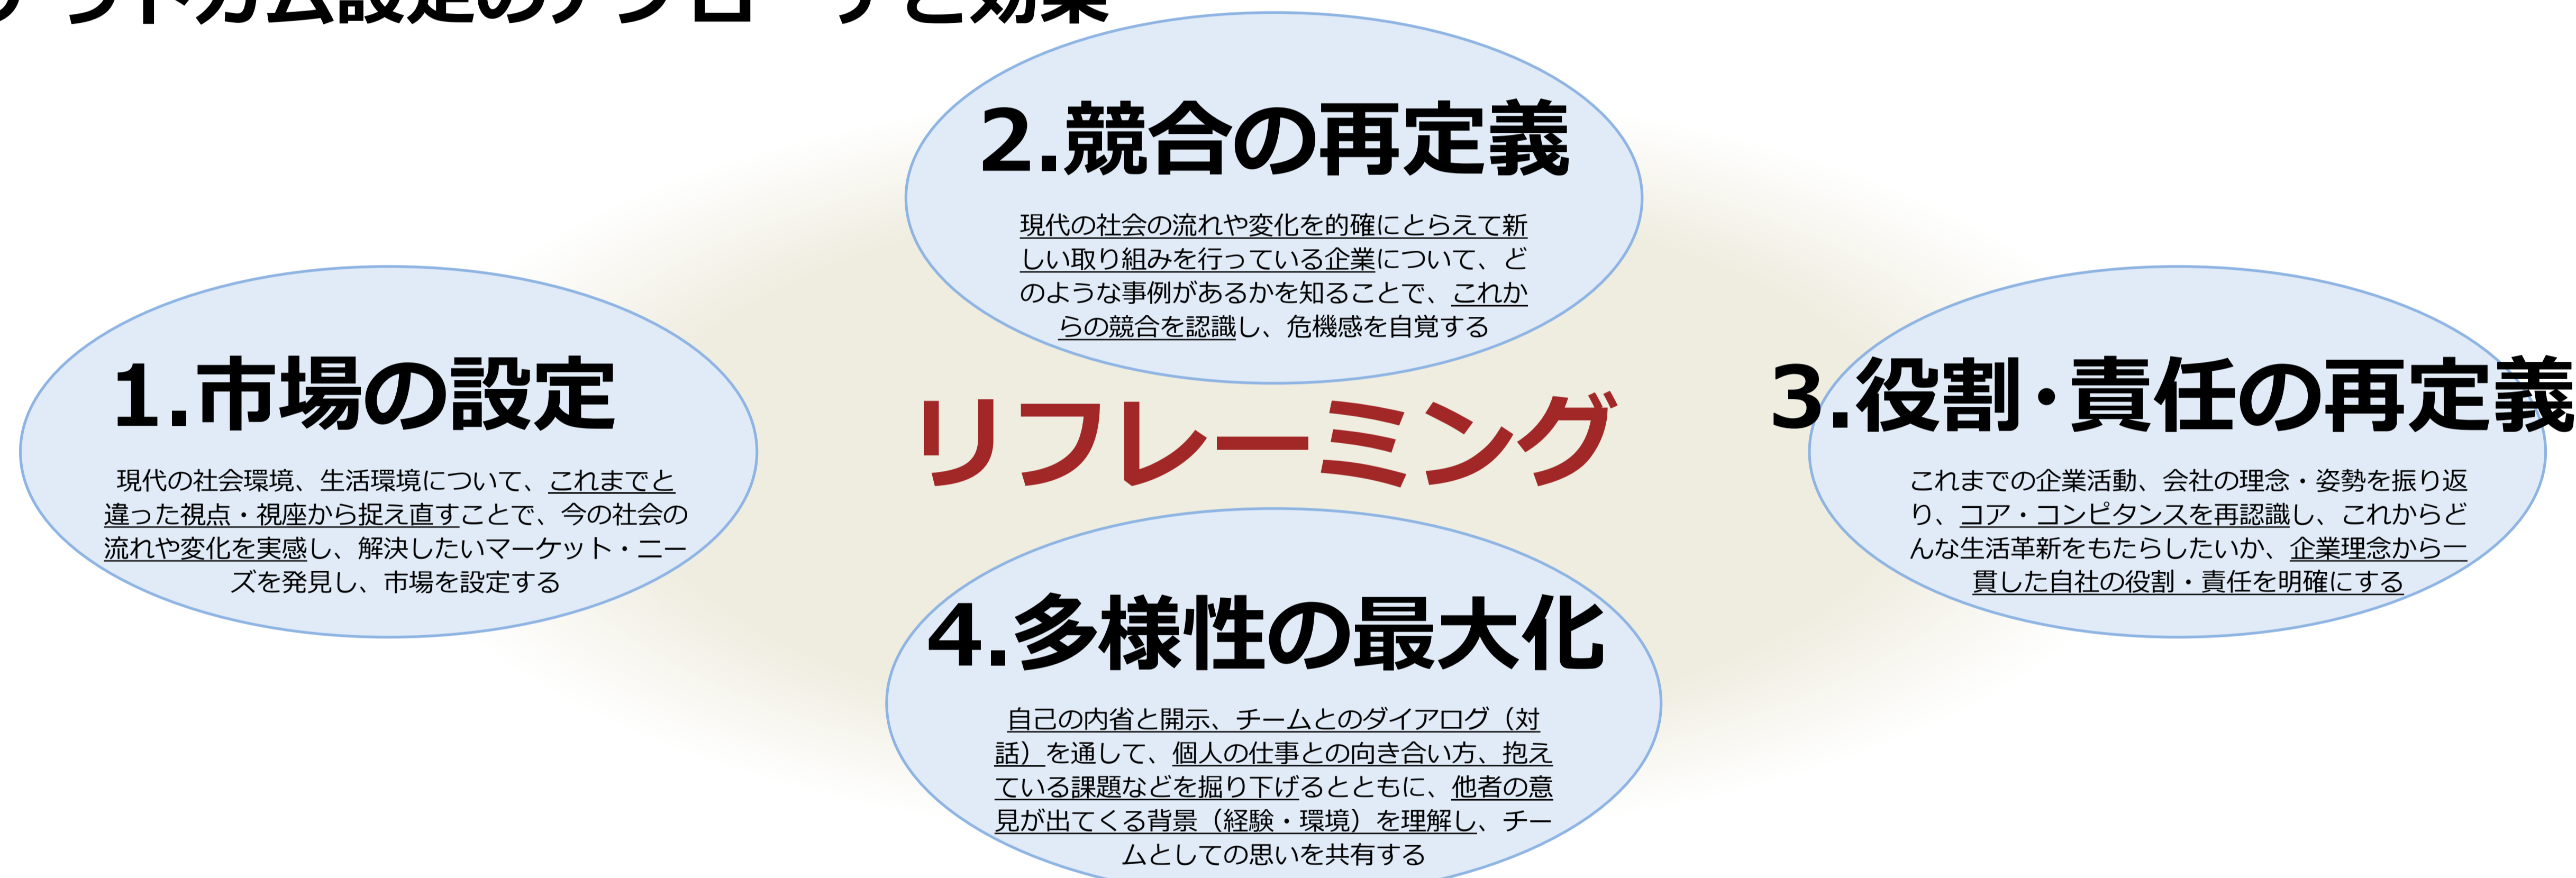 アウトカム設定のアプローチと効果
2.競合の再定義
現代の社会の流れや変化を的確にとらえて新
しい取り組みを行っている企業について、ど
のような事例があるかを知ることで、これか
らの競合を認識し、危機感を自覚する
1.市場の設定
現代の社会環境、生活環境について、これまでと
違った視点・視座から捉え直すことで、今の社会の
流れや変化を実感し、解決したいマーケット・ニー
ズを発見し、市場を設定する
リフレーミング
3.役割・責任の再定義
これまでの企業活動、会社の理念・姿勢を振り返
り、コア・コンピタンスを再認識し、これからど
んな生活革新をもたらしたいか、企業理念から一
貫した自社の役割・責任を明確にする
4.多様性の最大化
自己の内省と開示、チームとのダイアログ（対
話）を通して、個人の仕事との向き合い方、抱え
ている課題などを掘り下げるとともに、他者の意
見が出てくる背景（経験・環境）を理解し、チー
ムとしての思いを共有する